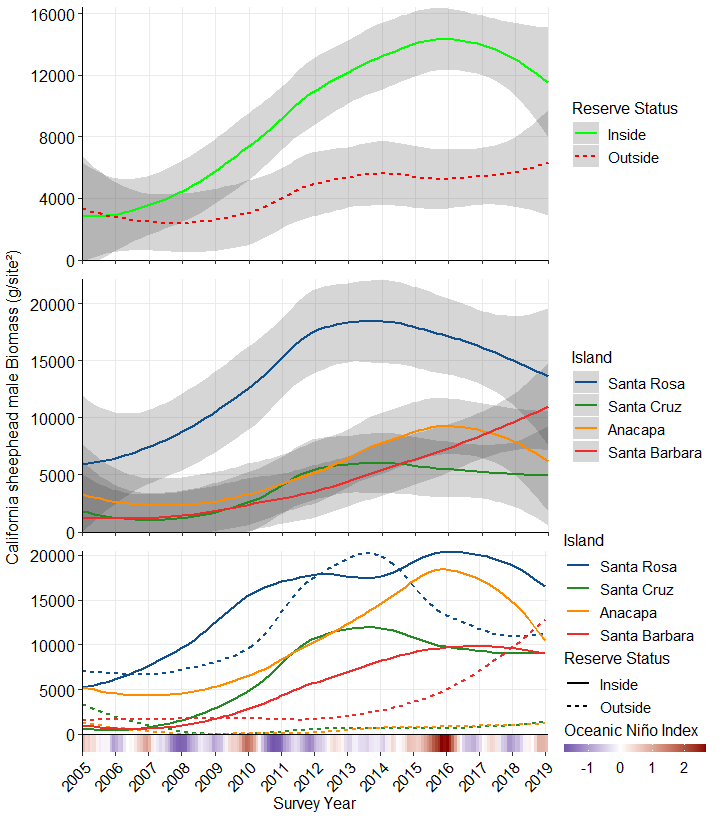 California sheephead male Biomass (g/site²)
16000
12000
8000
4000
0
Reserve Status
Inside
Outside
20000
15000
10000
5000
0
Island
Santa Rosa
Santa Cruz
Anacapa
Santa Barbara
20000
15000
10000
5000
0
Island
Santa Rosa
Santa Cruz
Anacapa
Santa Barbara
Reserve Status
Inside
Outside
Oceanic Niño Index
-1 0 1 2
2005 2006 2007 2008 2009 2010 2011 2012 2013 2014 2015 2016 2017 2018 2019
Survey Year